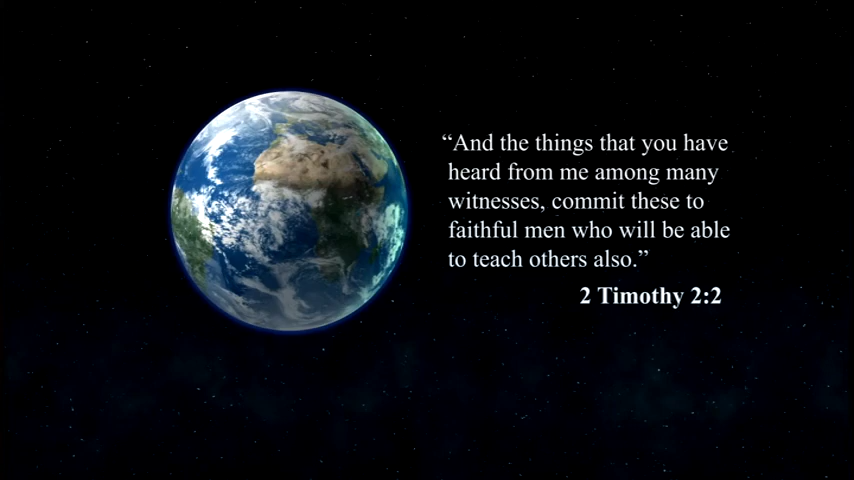 “And the things that you have
heard from me among many
witnesses, commit these to
faithful men who will be able
to teach others also.”
2 Timothy 2:2